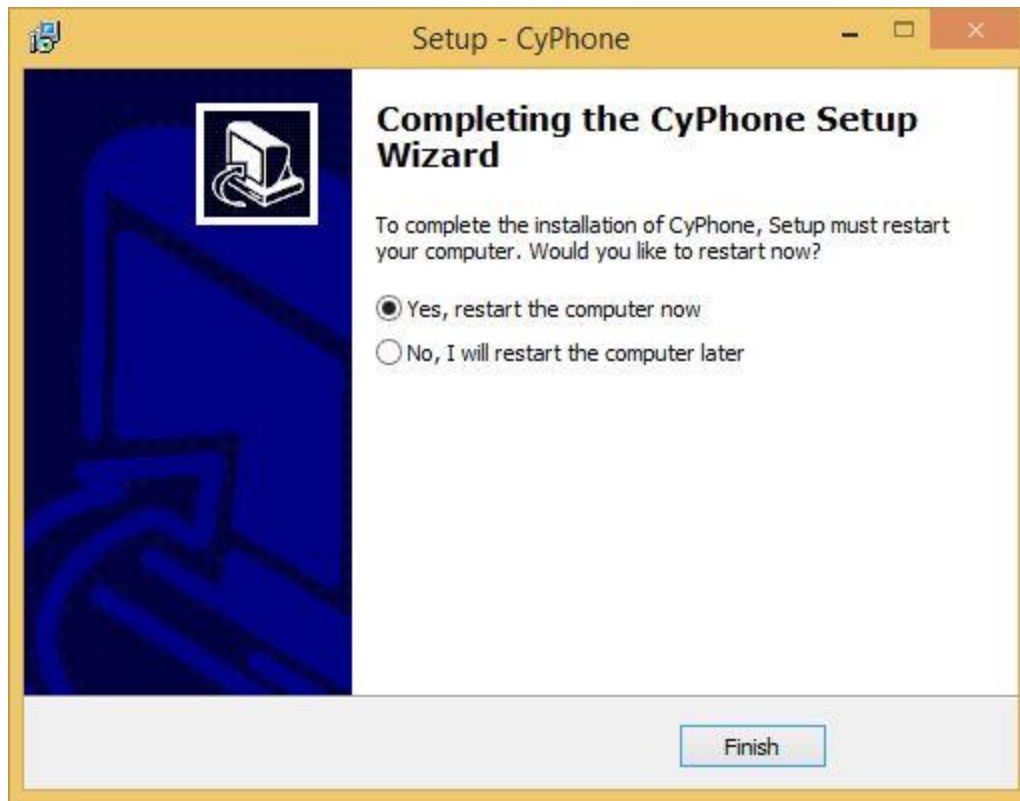 Setup - CyPhone
Completing the CyPhone Setup
Wizard
To complete the installation of CyPhone, Setup must restart
your computer. Would you like to restart now?
Yes, restart the computer now
No, I will restart the computer later
Finish